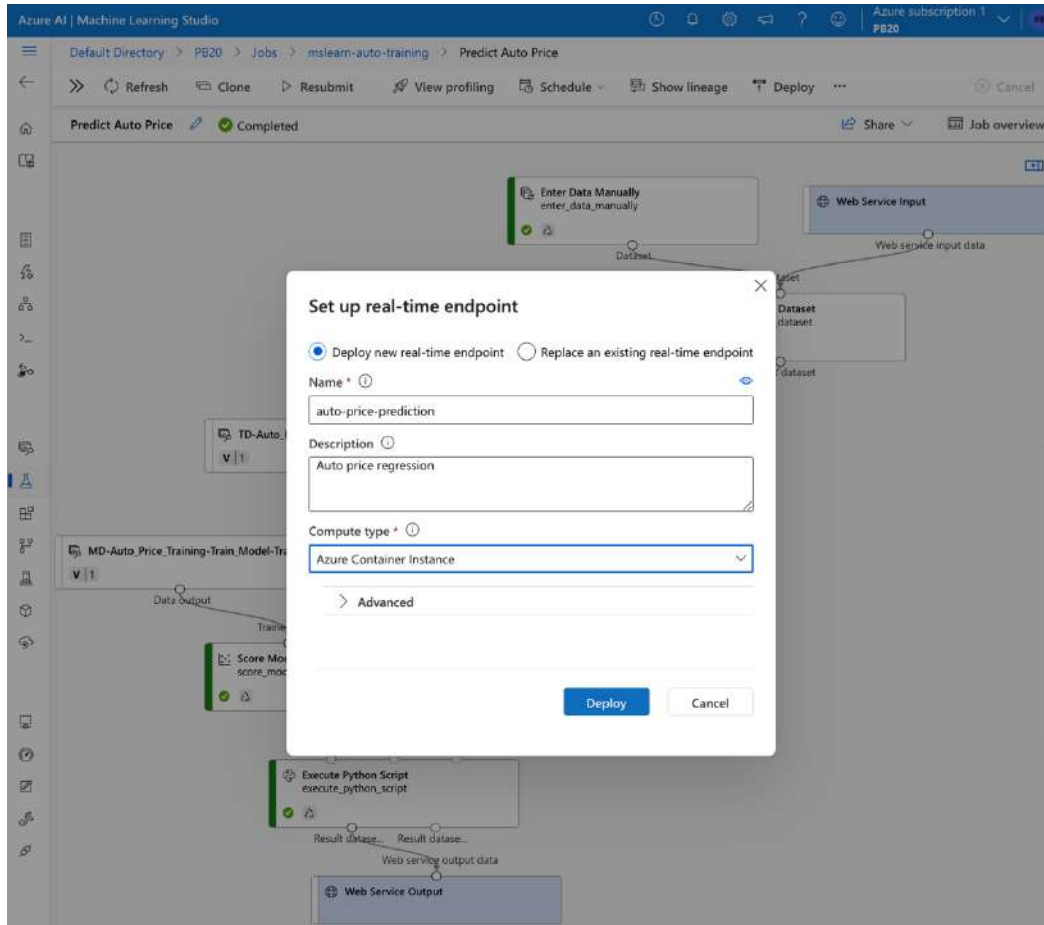 Azure AI | Machine Learning Studio
Azure subscription 1
PB20
Default Directory > PB20 > Jobs > mslearn-auto-training > Predict Auto Price
Refresh Clone Resubmit View profiling Schedule Show lineage Deploy ... Cancel
Predict Auto Price Completed Share Job overview
Enter Data Manually
enter_data_manually
Dataset
Web Service Input
Web service input data
Dataset
dataset
dataset
Set up real-time endpoint
Deploy new real-time endpoint Replace an existing real-time endpoint
Name *
auto-price-prediction
Description
Auto price regression
Compute type *
Azure Container Instance
Advanced
Deploy Cancel
TD-Auto_
V 1
MD-Auto_Price_Training-Train_Model-Tra
V 1
Data output
Traine
Score Mo
score_mod
Execute Python Script
execute_python_script
Result datase... Result datase...
Web service output data
Web Service Output